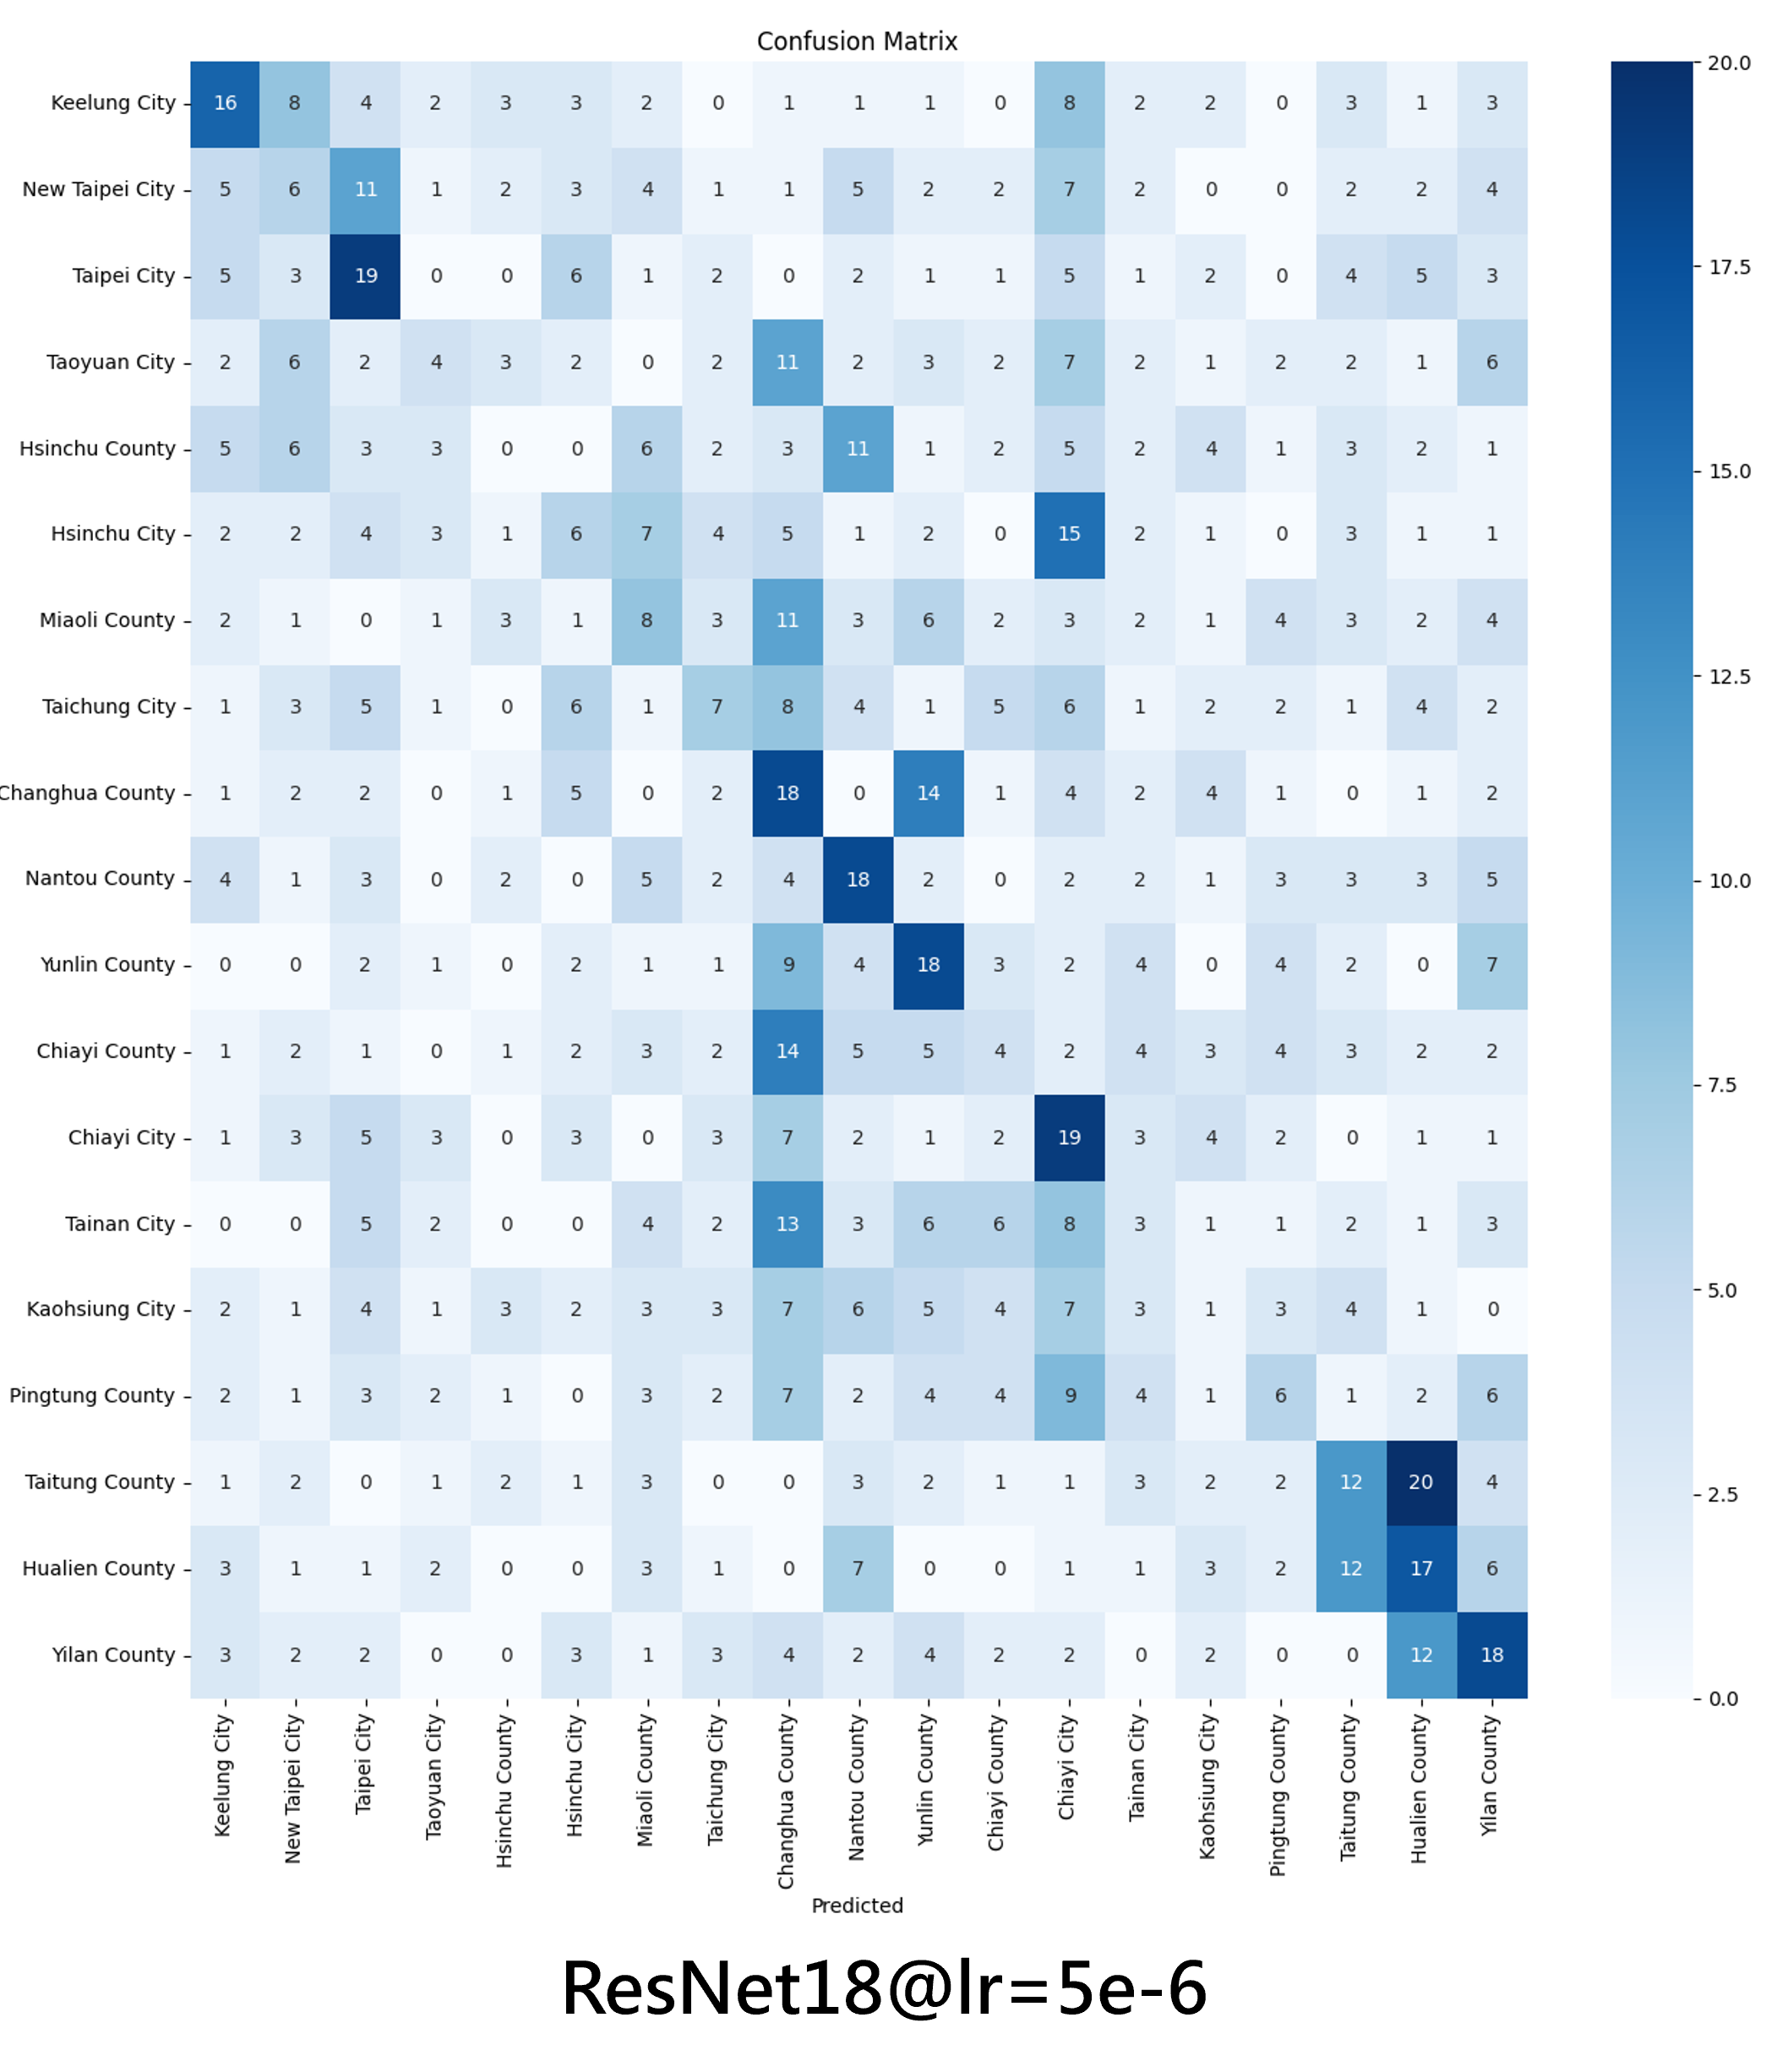 Confusion Matrix
Keelung City 16 8 4 2 3 3 2 0 1 1 1 0 8 2 2 0 3 1 3 20.0
New Taipei City 5 6 11 1 2 3 4 1 1 5 2 2 7 2 0 0 2 2 4
Taipei City 5 3 19 0 0 6 1 2 0 2 1 1 5 1 2 0 4 5 3 17.5
Taoyuan City 2 6 2 4 3 2 0 2 11 2 3 2 7 2 1 2 2 1 6
Hsinchu County 5 6 3 3 0 0 6 2 3 11 1 2 5 2 4 1 3 2 1 15.0
Hsinchu City 2 2 4 3 1 6 7 4 5 1 2 0 15 2 1 0 3 1 1
Miaoli County 2 1 0 1 3 1 8 3 11 3 6 2 3 2 1 4 3 2 4
12.5
Taichung City 1 3 5 1 0 6 1 7 8 4 1 5 6 1 2 2 1 4 2
Changhua County 1 2 2 0 1 5 0 2 18 0 14 1 4 2 4 1 0 1 2
Nantou County 4 1 3 0 2 0 5 2 4 18 2 0 2 2 1 3 3 3 5 10.0
Yunlin County 0 0 2 1 0 2 1 1 9 4 18 3 2 4 0 4 2 0 7
Chiayi County 1 2 1 0 1 2 3 2 14 5 5 4 2 4 3 4 3 2 2
7.5
Chiayi City 1 3 5 3 0 3 0 3 7 2 1 2 19 3 4 2 0 1 1
Tainan City 0 0 5 2 0 0 4 2 13 3 6 6 8 3 1 1 2 1 3
Kaohsiung City 2 1 4 1 3 2 3 3 7 6 5 4 7 3 1 3 4 1 0 5.0
Pingtung County 2 1 3 2 1 0 3 2 7 2 4 4 9 4 1 6 1 2 6
Taitung County 1 2 0 1 2 1 3 0 0 3 2 1 1 3 2 2 12 20 4 2.5
Hualien County 3 1 1 2 0 0 3 1 0 7 0 0 1 1 3 2 12 17 6
Yilan County 3 2 2 0 0 3 1 3 4 2 4 2 2 0 2 0 0 12 18
0.0
Keelung City
New Taipei City
Taipei City
Taoyuan City
Hsinchu County
Hsinchu City
Miaoli County
Taichung City
Changhua County
Nantou County
Yunlin County
Chiayi County
Chiayi City
Tainan City
Kaohsiung City
Pingtung County
Taitung County
Hualien County
Yilan County
Predicted
ResNet18@lr=5e-6